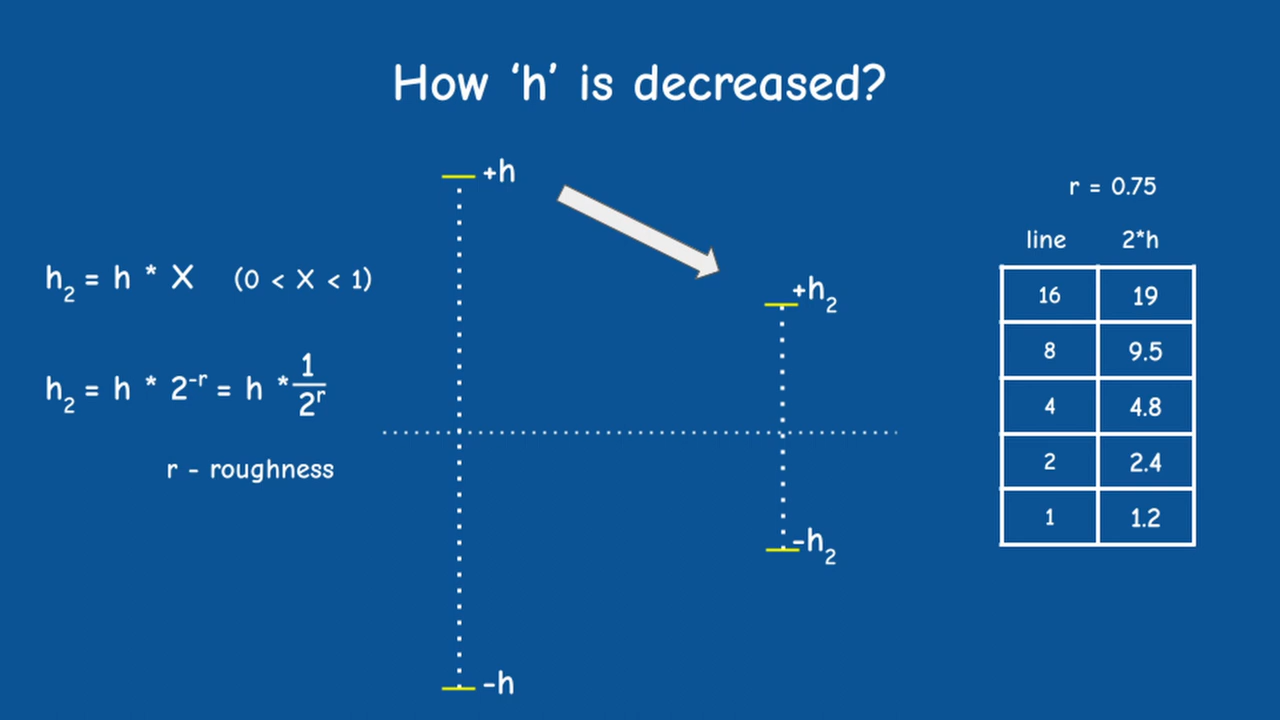 How ‘h’ is decreased?
h₂ = h * X (0 < X < 1)
h₂ = h * 2⁻ʳ = h * 1/2ʳ
r - roughness
+h
-h
+h₂
-h₂
r = 0.75
line 2*h
16 19
8 9.5
4 4.8
2 2.4
1 1.2